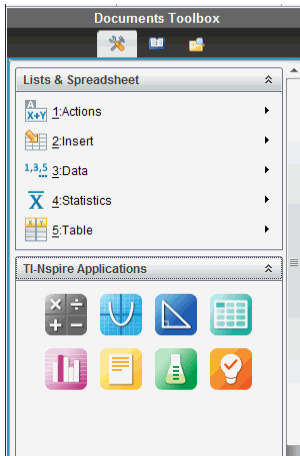 Documents Toolbox
Lists & Spreadsheet
A
X+Y
1:Actions
2:Insert
1,3,5...
3:Data
X
4:Statistics
X Y
5:Table
TI-Nspire Applications